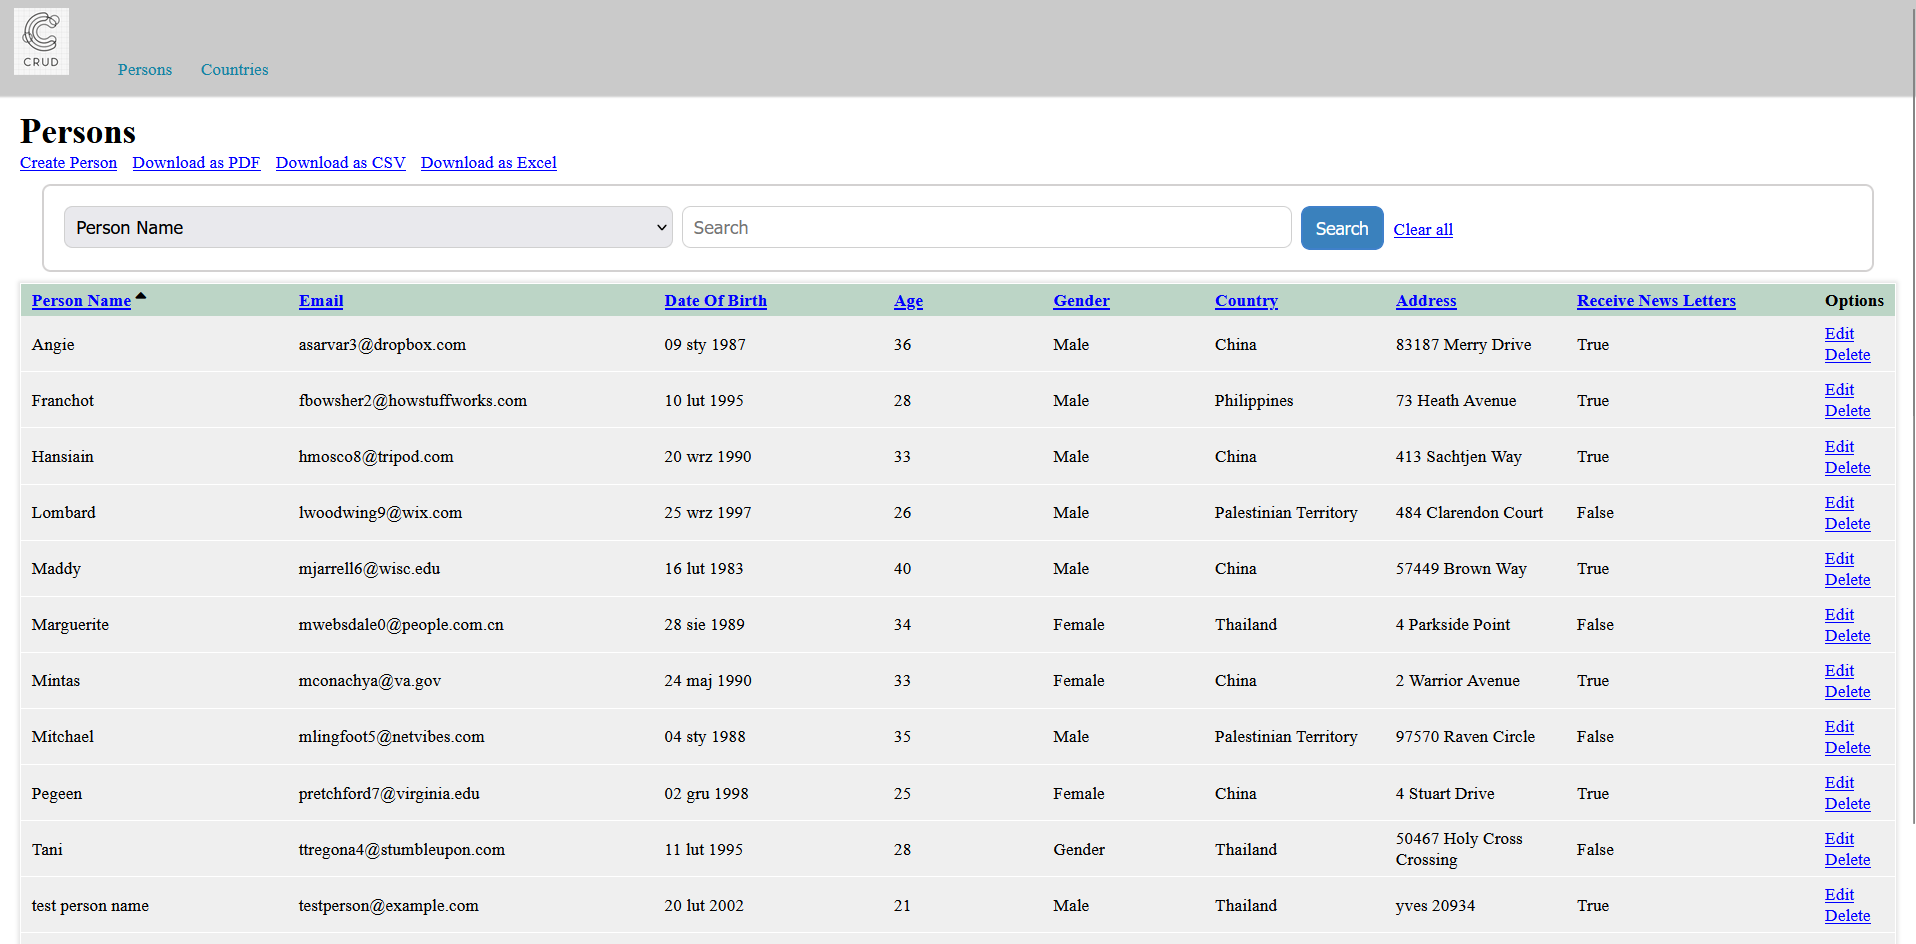 CRUD
Persons Countries
Persons
Create Person Download as PDF Download as CSV Download as Excel
Person Name Search Search Clear all
Person Name Email Date Of Birth Age Gender Country Address Receive News Letters Options
Angie asarvar3@dropbox.com 09 sty 1987 36 Male China 83187 Merry Drive True Edit
Delete
Franchot fbowsher2@howstuffworks.com 10 lut 1995 28 Male Philippines 73 Heath Avenue True Edit
Delete
Hansiain hmosco8@tripod.com 20 wrz 1990 33 Male China 413 Sachtjen Way True Edit
Delete
Lombard lwoodwing9@wix.com 25 wrz 1997 26 Male Palestinian Territory 484 Clarendon Court False Edit
Delete
Maddy mjarrell6@wisc.edu 16 lut 1983 40 Male China 57449 Brown Way True Edit
Delete
Marguerite mwebsdale0@people.com.cn 28 sie 1989 34 Female Thailand 4 Parkside Point False Edit
Delete
Mintas mconachya@va.gov 24 maj 1990 33 Female China 2 Warrior Avenue True Edit
Delete
Mitchael mlingfoot5@netvibes.com 04 sty 1988 35 Male Palestinian Territory 97570 Raven Circle False Edit
Delete
Pegeen pretchford7@virginia.edu 02 gru 1998 25 Female China 4 Stuart Drive True Edit
Delete
Tani ttregona4@stumbleupon.com 11 lut 1995 28 Gender Thailand 50467 Holy Cross False Edit
Crossing Delete
test person name testperson@example.com 20 lut 2002 21 Male Thailand yves 20934 True Edit
Delete